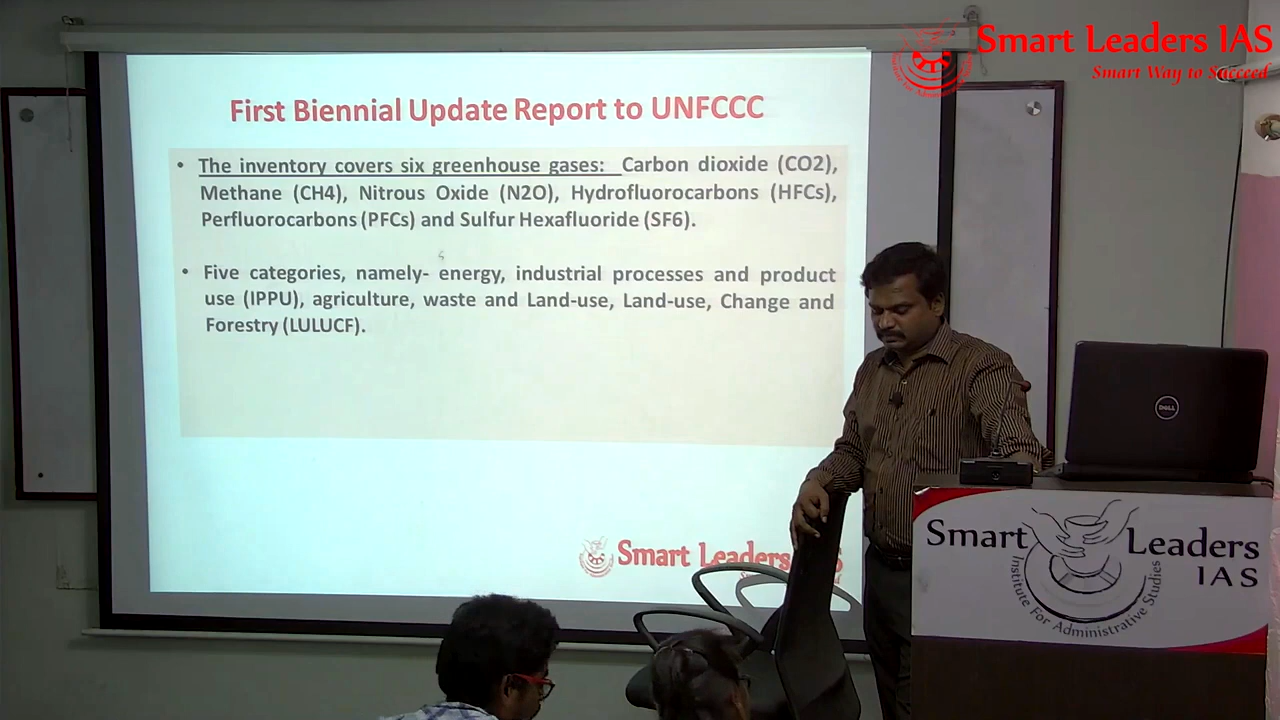 Smart Leaders IAS
Smart Way to Succeed
First Biennial Update Report to UNFCCC
• The inventory covers six greenhouse gases: Carbon dioxide (CO2),
Methane (CH4), Nitrous Oxide (N2O), Hydrofluorocarbons (HFCs),
Perfluorocarbons (PFCs) and Sulfur Hexafluoride (SF6).
• Five categories, namely- energy, industrial processes and product
use (IPPU), agriculture, waste and Land-use, Land-use, Change and
Forestry (LULUCF).
Smart Leaders
DELL
Smart Leaders
IAS
Institute For Administrative Studies